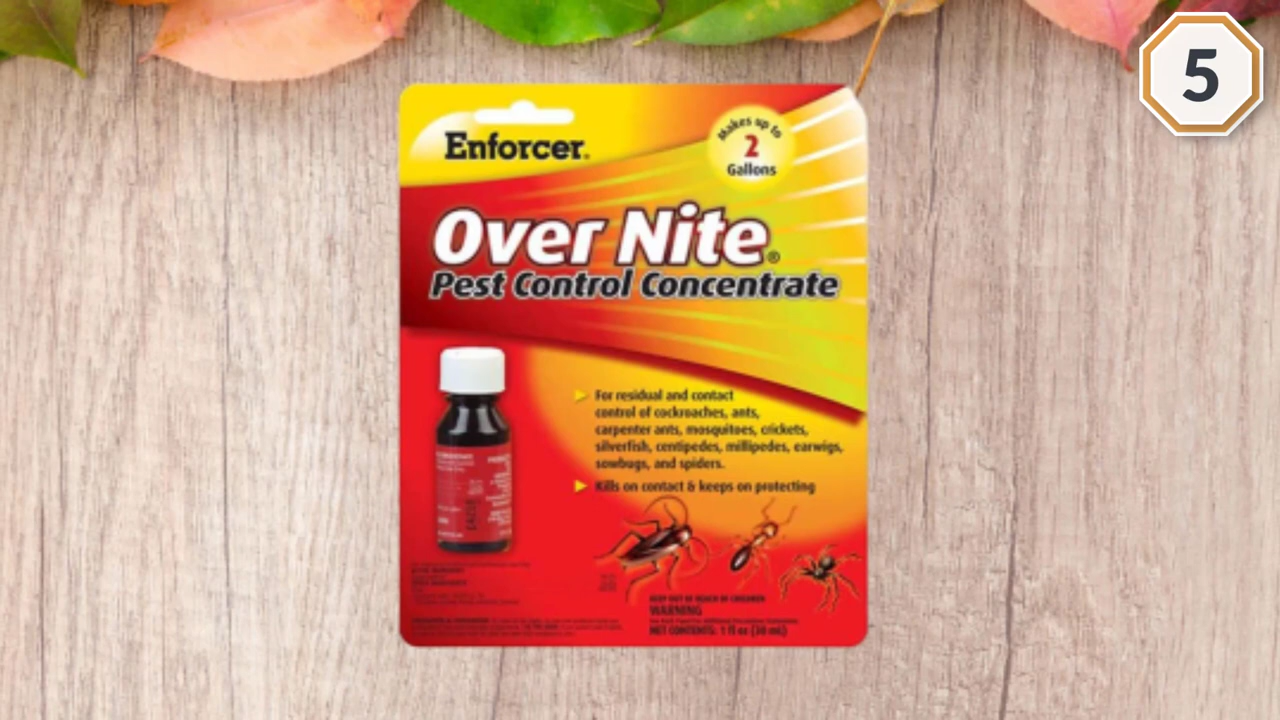 5
Enforcer®
Makes up to
2
Gallons
Over Nite®
Pest Control Concentrate
For residual and contact
control of cockroaches, ants,
carpenter ants, mosquitoes, crickets,
silverfish, centipedes, millipedes, earwigs,
sowbugs, and spiders.
Kills on contact & keeps on protecting
KEEP OUT OF REACH OF CHILDREN
WARNING
NET CONTENTS: 1 fl oz (30 mL)